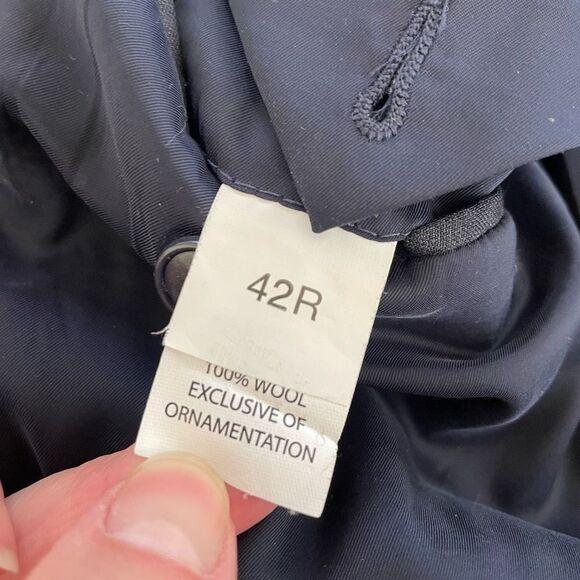 42R
100% WOOL
EXCLUSIVE OF
ORNAMENTATION